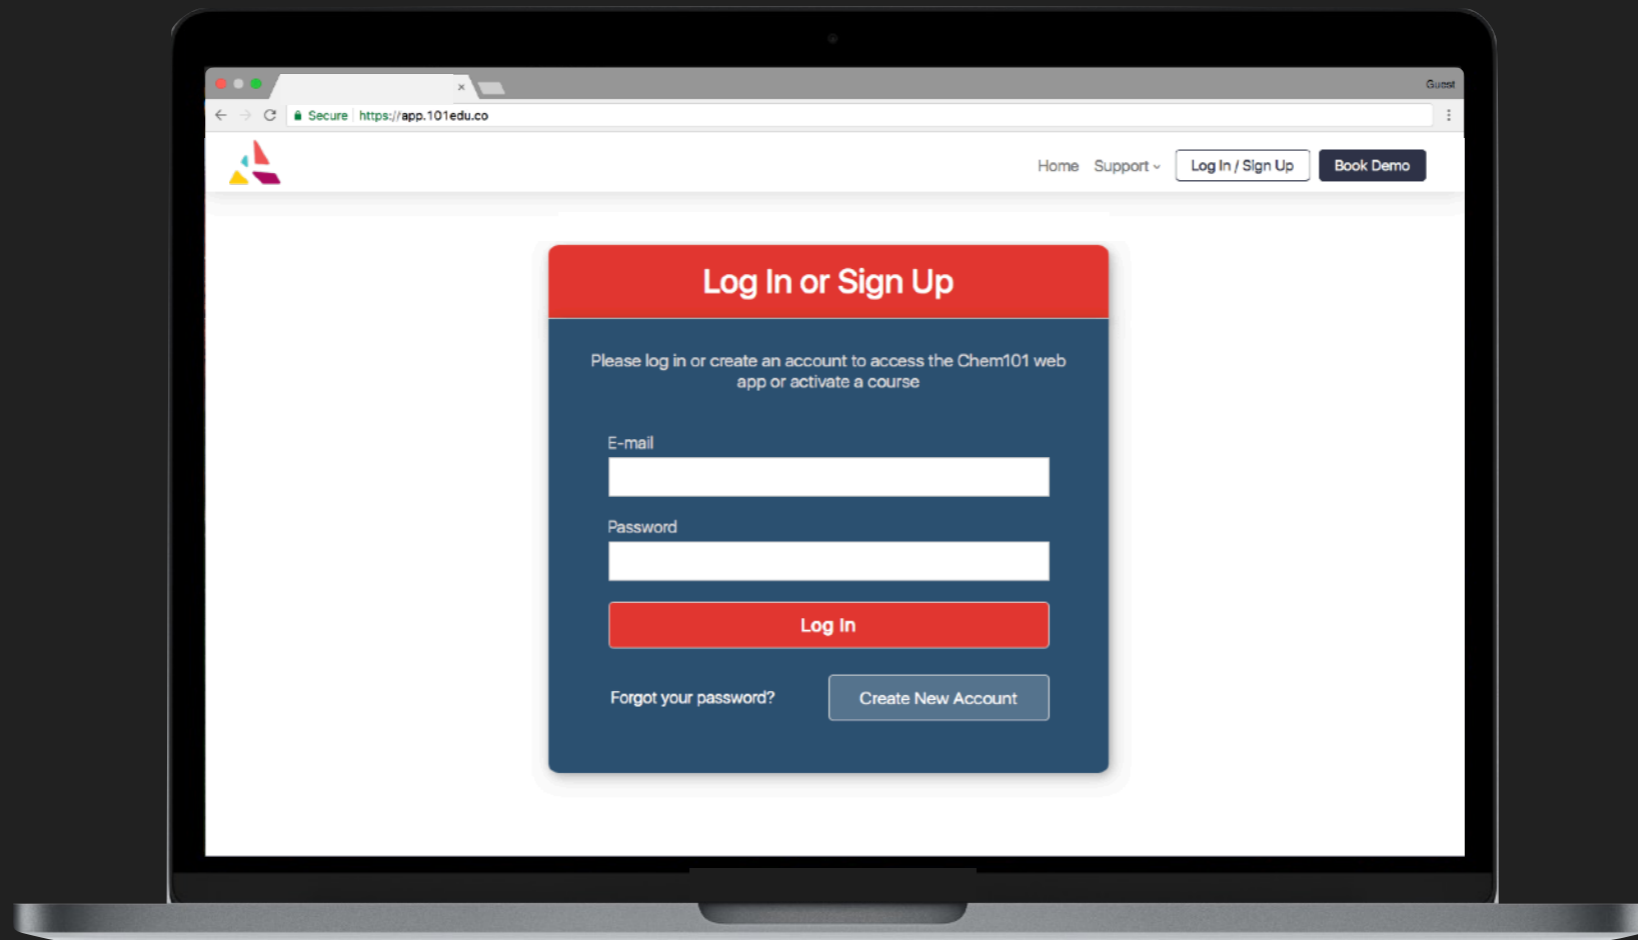 Guest
Secure https://app.101edu.co
Home Support Log In / Sign Up Book Demo
Log In or Sign Up
Please log in or create an account to access the Chem101 web
app or activate a course
E-mail
Password
Log In
Forgot your password? Create New Account